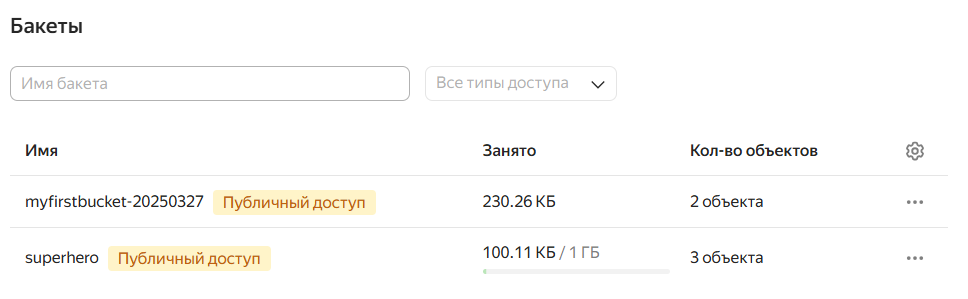 Бакеты
Имя бакета
Все типы доступа
Имя Занято Кол-во объектов
myfirstbucket-20250327 Публичный доступ 230.26 КБ 2 объекта
superhero Публичный доступ 100.11 КБ / 1 ГБ 3 объекта